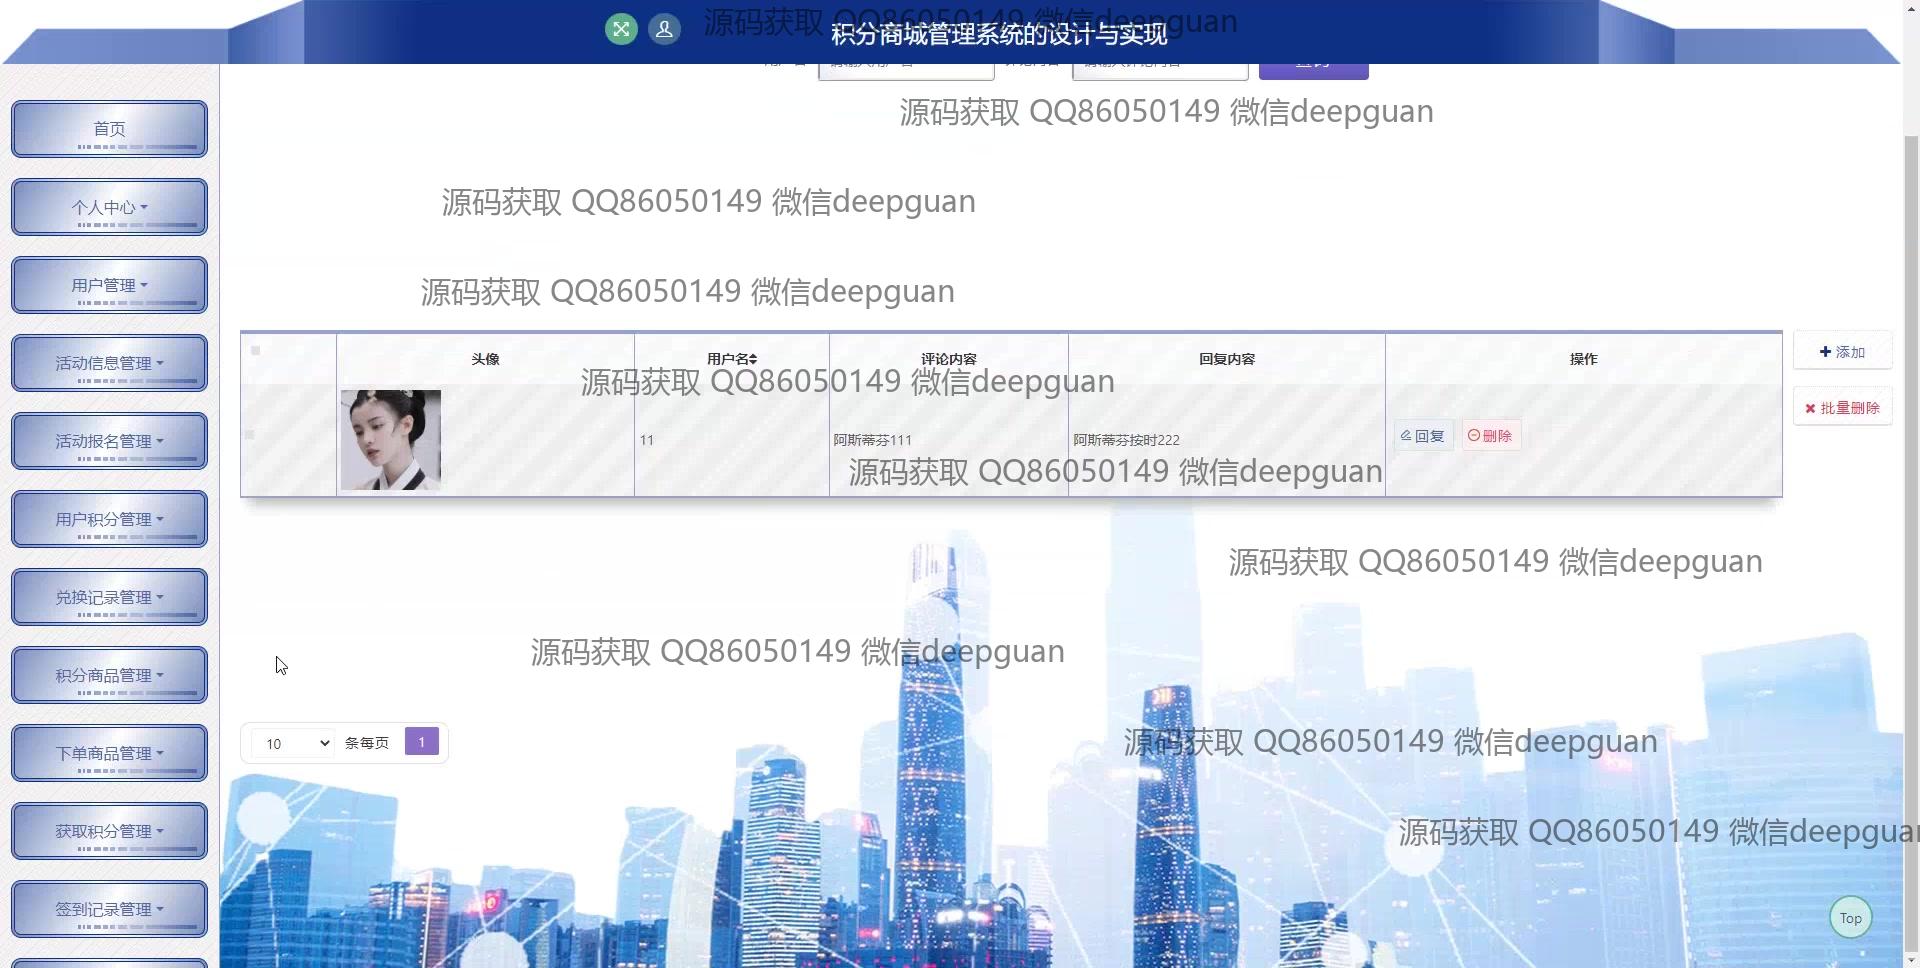 源码获取 QQ86050149 微信deepguan
积分商城管理系统的设计与实现
源码获取 QQ86050149 微信deepguan
首页
个人中心
源码获取 QQ86050149 微信deepguan
用户管理
源码获取 QQ86050149 微信deepguan
头像 用户名 评论内容 回复内容 操作
添加
活动信息管理
源码获取 QQ86050149 微信deepguan
批量删除
11 阿斯蒂芬111 阿斯蒂芬按时222 回复 删除
活动报名管理
源码获取 QQ86050149 微信deepguan
用户积分管理
源码获取 QQ86050149 微信deepguan
兑换记录管理
源码获取 QQ86050149 微信deepguan
积分商品管理
10 条每页 1
源码获取 QQ86050149 微信deepguan
下单商品管理
获取积分管理
源码获取 QQ86050149 微信deepguan
签到记录管理
Top